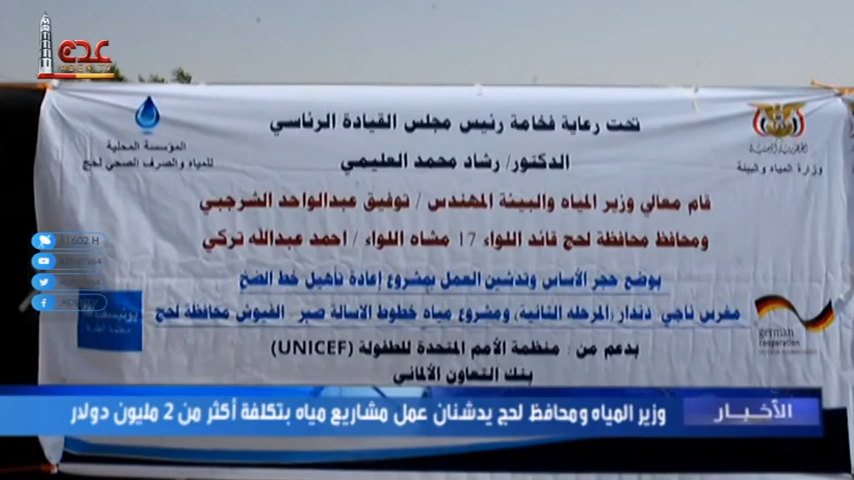 عدن
ADEN TV
تحت رعاية فخامة رئيس مجلس القيادة الرئاسي
الدكتور/ رشاد محمد العليمي
المؤسسة المحلية
للمياه والصرف الصحي لحج
وزارة المياه والبيئة
قام معالي وزير المياه والبيئة المهندس / توفيق عبدالواحد الشرجبي
ومحافظ محافظة لحج قائد اللواء 17 مشاه اللواء / احمد عبدالله تركي
بوضع حجر الأساس وتدشين العمل بمشروع إعادة تأهيل خط الضخ
مغرس ناجي دندار (المرحلة الثانية) ومشروع مياه خطوط الاسالة صبر - الفيوش محافظة لحج
بدعم من : منظمة الأمم المتحدة للطفولة (UNICEF)
بنك التعاون الألماني
german
cooperation
يونيسف
11602 H
الأخبار
وزير المياه ومحافظ لحج يدشنان عمل مشاريع مياه بتكلفة أكثر من 2 مليون دولار